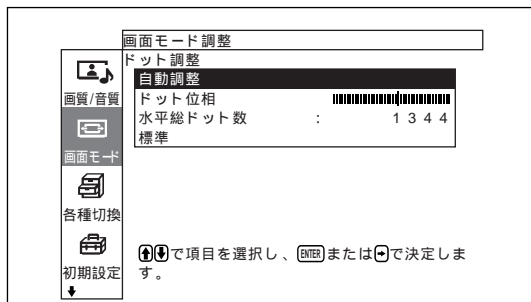 画面モード調整
ドット調整
自動調整
ドット位相
水平総ドット数 : 1344
標準
画質/音質
画面モード
各種切換
初期設定
で項目を選択し、ENTERまたはで決定しま
す。